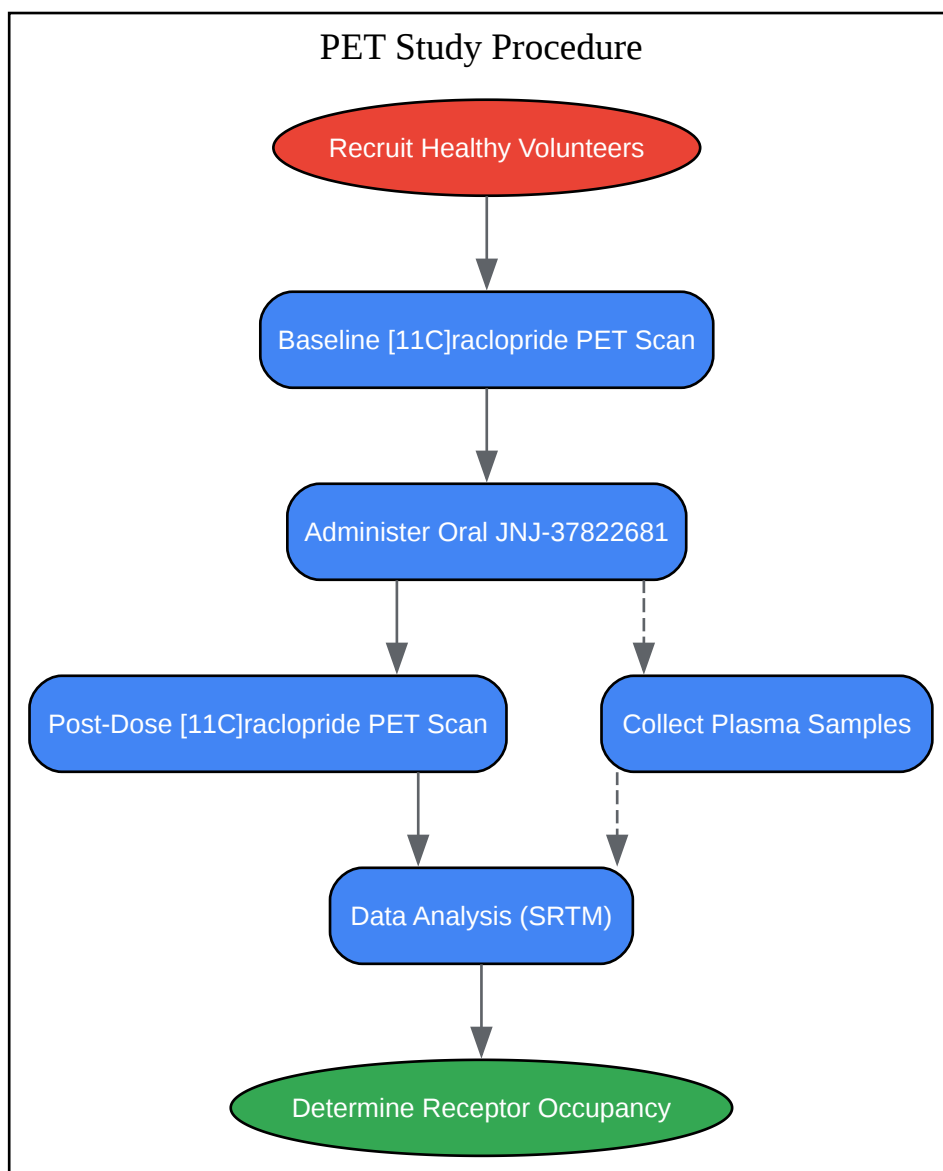 PET Study Procedure
Recruit Healthy Volunteers
Baseline [11C]raclopride PET Scan
Administer Oral JNJ-37822681
Post-Dose [11C]raclopride PET Scan
Collect Plasma Samples
Data Analysis (SRTM)
Determine Receptor Occupancy